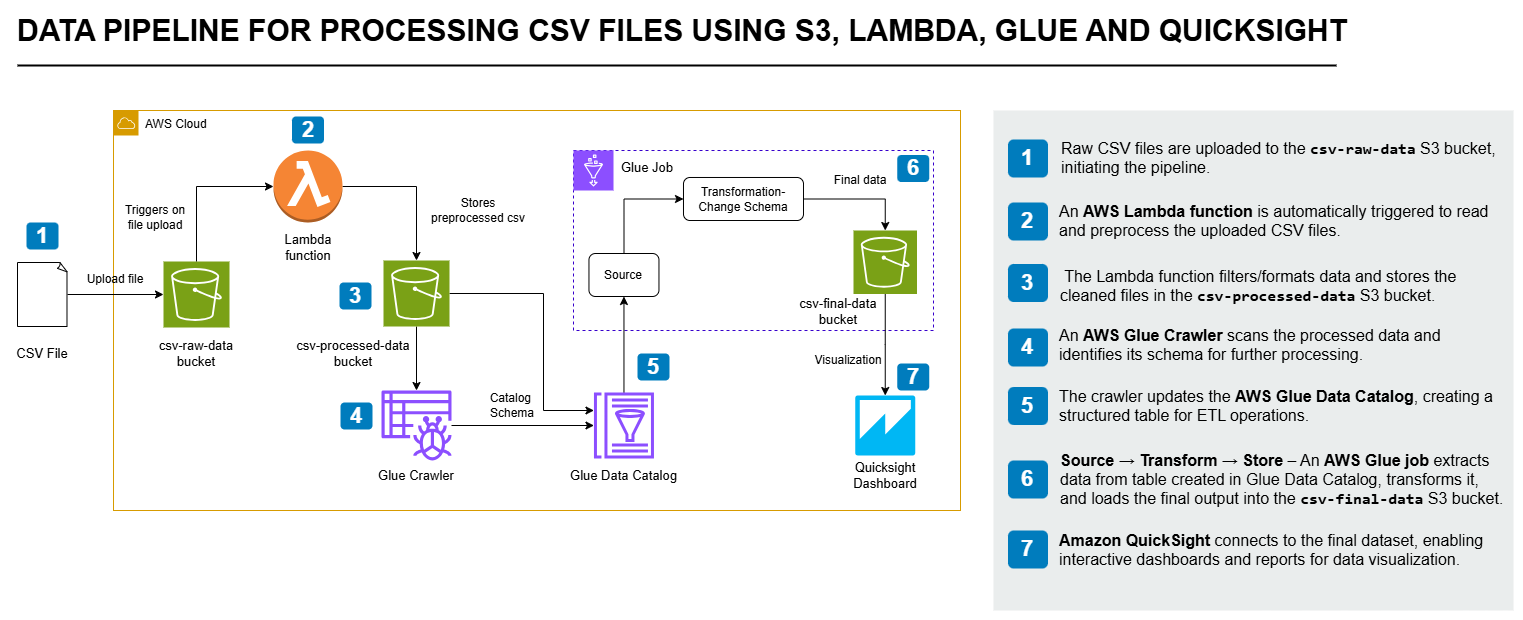 DATA PIPELINE FOR PROCESSING CSV FILES USING S3, LAMBDA, GLUE AND QUICKSIGHT
AWS Cloud
1
CSV File
Upload file
csv-raw-data
bucket
Triggers on
file upload
2
Lambda
function
Stores
preprocessed csv
3
csv-processed-data
bucket
4
Glue Crawler
Catalog
Schema
5
Glue Data Catalog
Glue Job
6
Source
Transformation-
Change Schema
Final data
csv-final-data
bucket
Visualization
7
Quicksight
Dashboard
1
Raw CSV files are uploaded to the csv-raw-data S3 bucket,
initiating the pipeline.
2
An AWS Lambda function is automatically triggered to read
and preprocess the uploaded CSV files.
3
The Lambda function filters/formats data and stores the
cleaned files in the csv-processed-data S3 bucket.
4
An AWS Glue Crawler scans the processed data and
identifies its schema for further processing.
5
The crawler updates the AWS Glue Data Catalog, creating a
structured table for ETL operations.
6
Source → Transform → Store – An AWS Glue job extracts
data from table created in Glue Data Catalog, transforms it,
and loads the final output into the csv-final-data S3 bucket.
7
Amazon QuickSight connects to the final dataset, enabling
interactive dashboards and reports for data visualization.